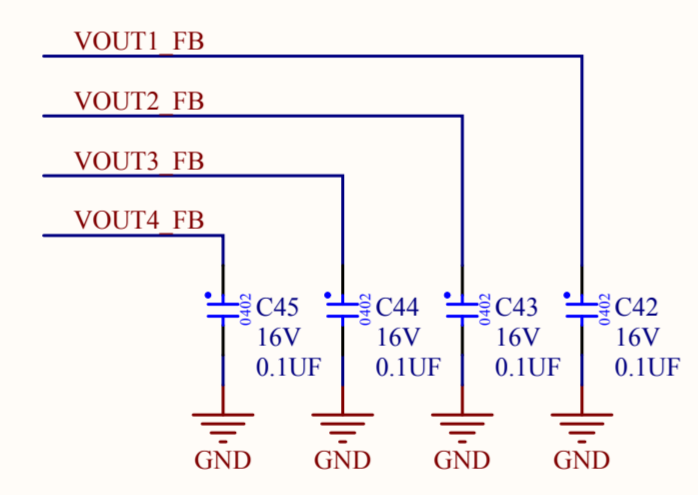 VOUT1_FB
VOUT2_FB
VOUT3_FB
VOUT4_FB
0402 C45
16V
0.1UF
0402 C44
16V
0.1UF
0402 C43
16V
0.1UF
0402 C42
16V
0.1UF
GND
GND
GND
GND